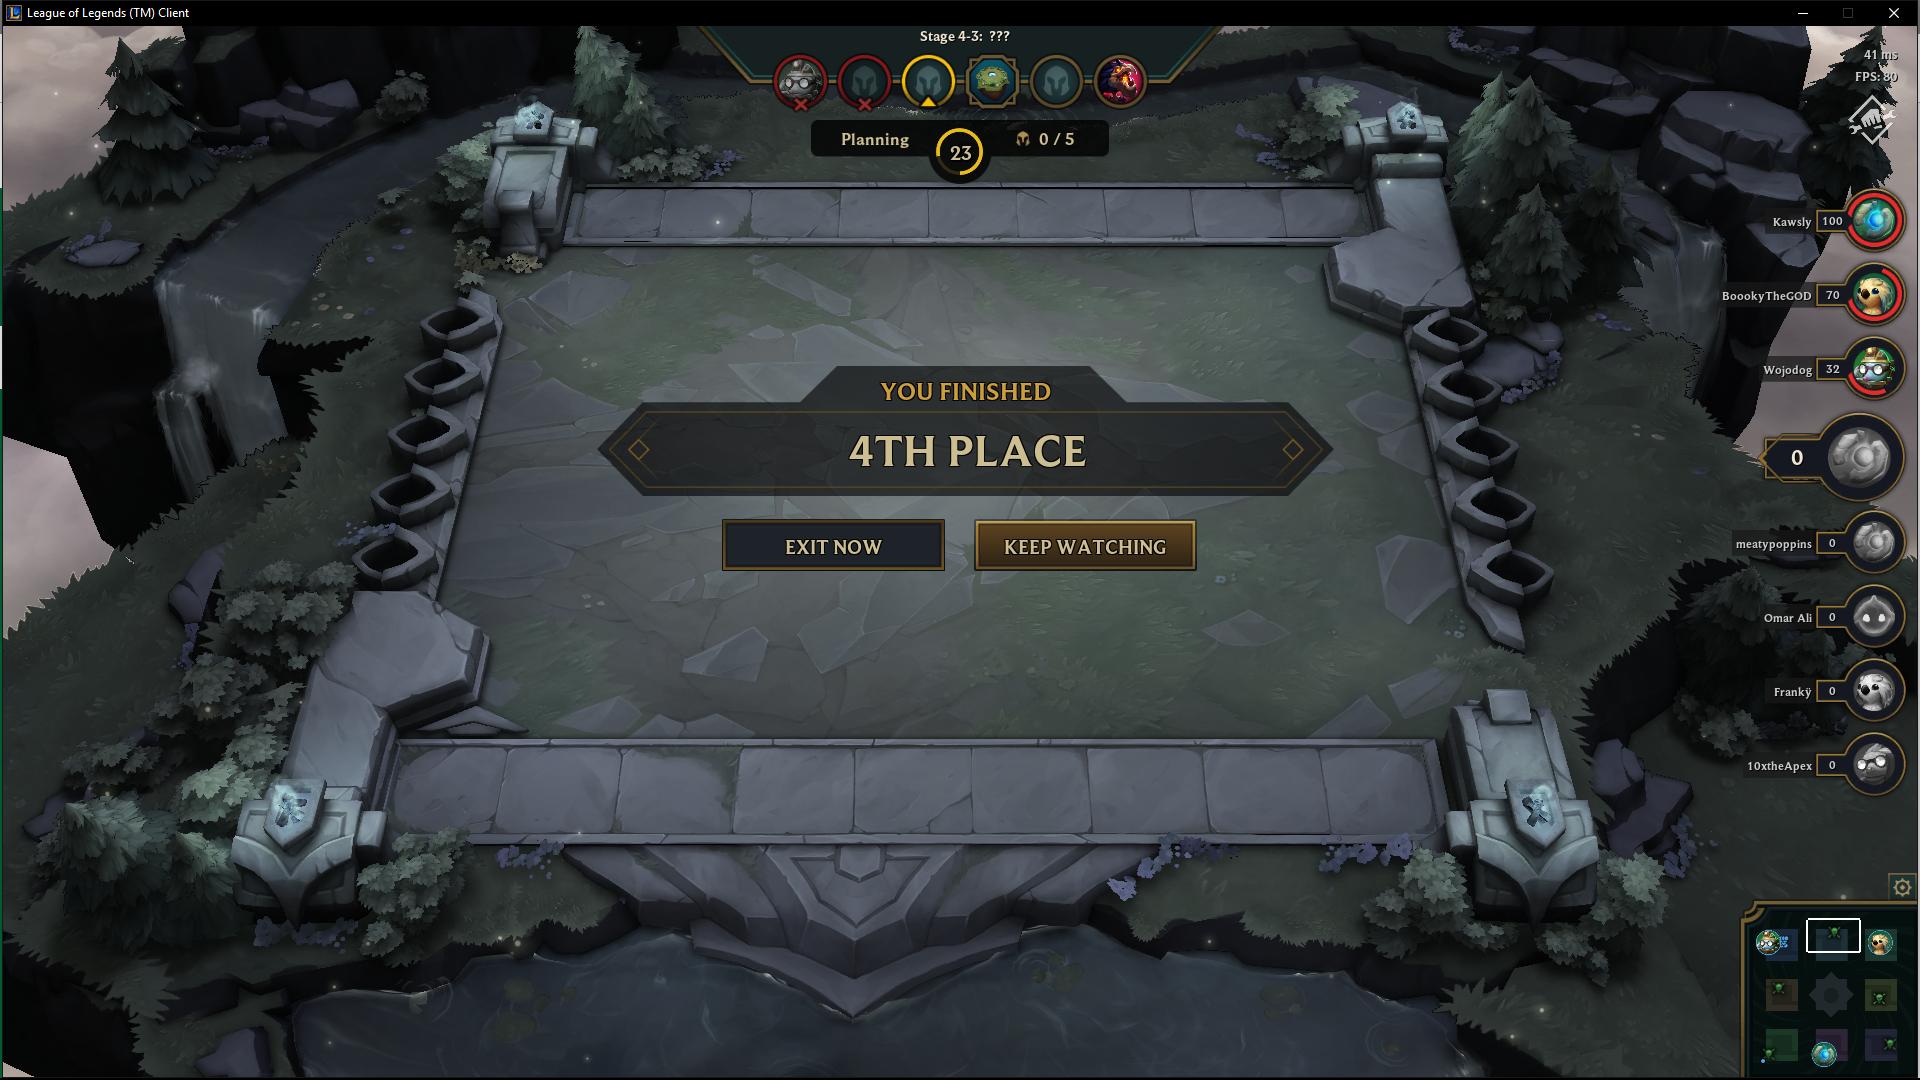 League of Legends (TM) Client
Stage 4-3: ???
41 ms
FPS: 80
Planning
23
0 / 5
Kawsly 100
BoookyTheGOD 70
Wojodog 32
YOU FINISHED
4TH PLACE
0
EXIT NOW
KEEP WATCHING
meatypoppins 0
Omar Ali 0
Frankÿ 0
10xtheApex 0